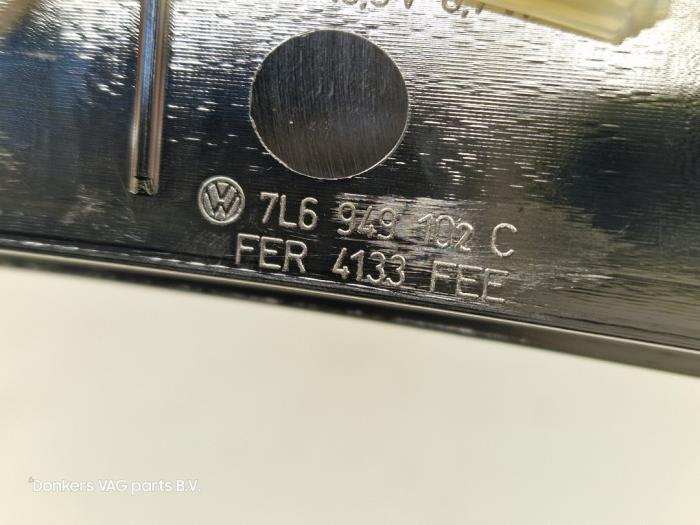 7L6 949 102 C
FER 4133 FEE
Donkers VAG parts B.V.